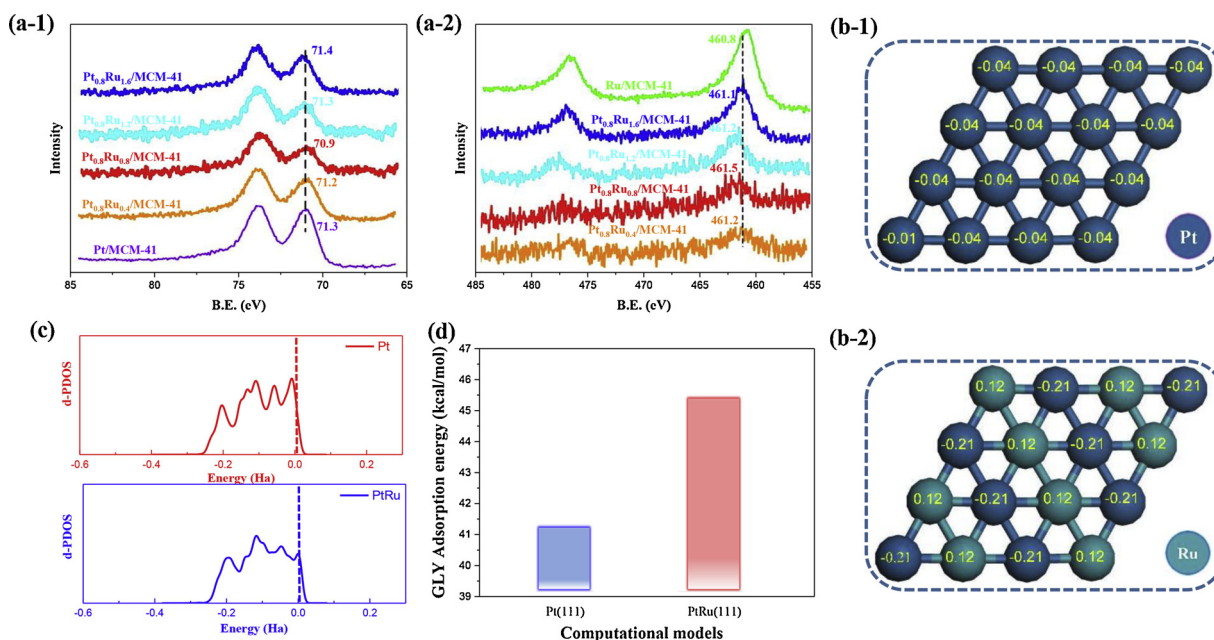 (a-1)
Intensity
Pt0.8Ru1.6/MCM-41
71.4
Pt0.8Ru1.2/MCM-41
71.3
Pt0.8Ru0.8/MCM-41
70.9
Pt0.8Ru0.4/MCM-41
71.2
Pt/MCM-41
71.3
85 80 75 70 65
B.E. (eV)
(a-2)
Intensity
460.8
Ru/MCM-41
Pt0.8Ru1.6/MCM-41
461.1
Pt0.8Ru1.2/MCM-41
461.2
Pt0.8Ru0.8/MCM-41
461.5
Pt0.8Ru0.4/MCM-41
461.2
485 480 475 470 465 460 455
B.E. (eV)
(b-1)
-0.04 -0.04 -0.04 -0.04
-0.04 -0.04 -0.04 -0.04
-0.04 -0.04 -0.04 -0.04
-0.01 -0.04 -0.04 -0.04
Pt
(c)
d-PDOS
Pt
-0.6 -0.4 -0.2 0.0 0.2
Energy (Ha)
d-PDOS
PtRu
-0.6 -0.4 -0.2 0.0 0.2
Energy (Ha)
(d)
GLY Adsorption energy (kcal/mol)
47
46
45
44
43
42
41
40
39
Pt(111) PtRu(111)
Computational models
(b-2)
0.12 -0.21 0.12 -0.21
-0.21 0.12 -0.21 0.12
0.12 -0.21 0.12 -0.21
-0.21 0.12 -0.21 0.12
Ru